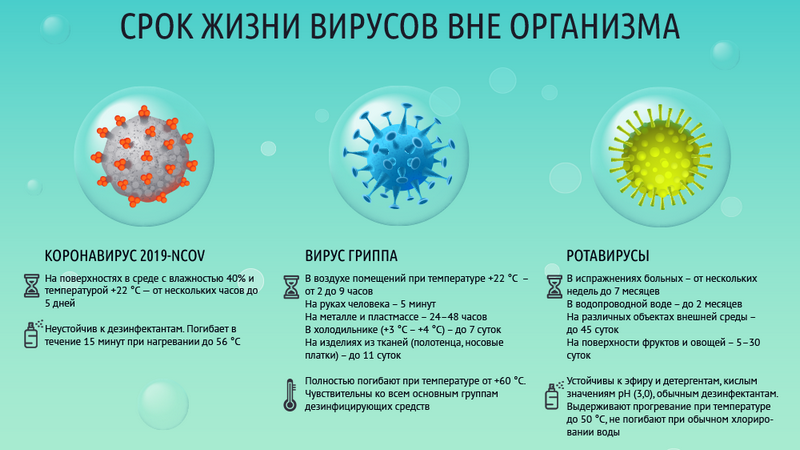 СРОК ЖИЗНИ ВИРУСОВ ВНЕ ОРГАНИЗМА
КОРОНАВИРУС 2019-NCOV
На поверхностях в среде с влажностью 40% и
температурой +22 °C — от нескольких часов до
5 дней
Неустойчив к дезинфектантам. Погибает в
течение 15 минут при нагревании до 56 °C
ВИРУС ГРИППА
В воздухе помещений при температуре +22 °C –
от 2 до 9 часов
На руках человека – 5 минут
На металле и пластмассе – 24–48 часов
В холодильнике (+3 °C – +4 °C) – до 7 суток
На изделиях из тканей (полотенца, носовые
платки) – до 11 суток
Полностью погибают при температуре от +60 °C.
Чувствительны ко всем основным группам
дезинфицирующих средств
РОТАВИРУСЫ
В испражнениях больных – от нескольких
недель до 7 месяцев
В водопроводной воде – до 2 месяцев
На различных объектах внешней среды –
до 45 суток
На поверхности фруктов и овощей – 5–30
суток
Устойчивы к эфиру и детергентам, кислым
значениям pH (3,0), обычным дезинфектантам.
Выдерживают прогревание при температуре
до 50 °C, не погибают при обычном хлориро-
вании воды